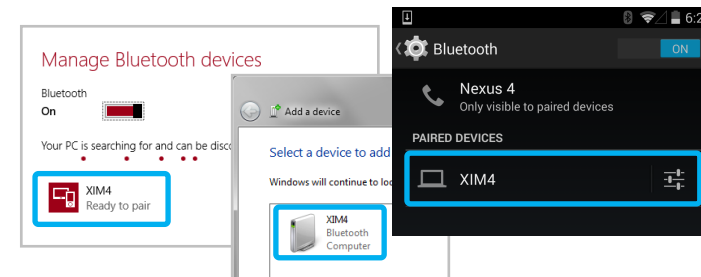 Manage Bluetooth devices
Bluetooth
On
Your PC is searching for and can be disc
XIM4
Ready to pair
Add a device
Select a device to add
Windows will continue to lo
XIM4
Bluetooth
Computer
6:2
Bluetooth
ON
Nexus 4
Only visible to paired devices
PAIRED DEVICES
XIM4